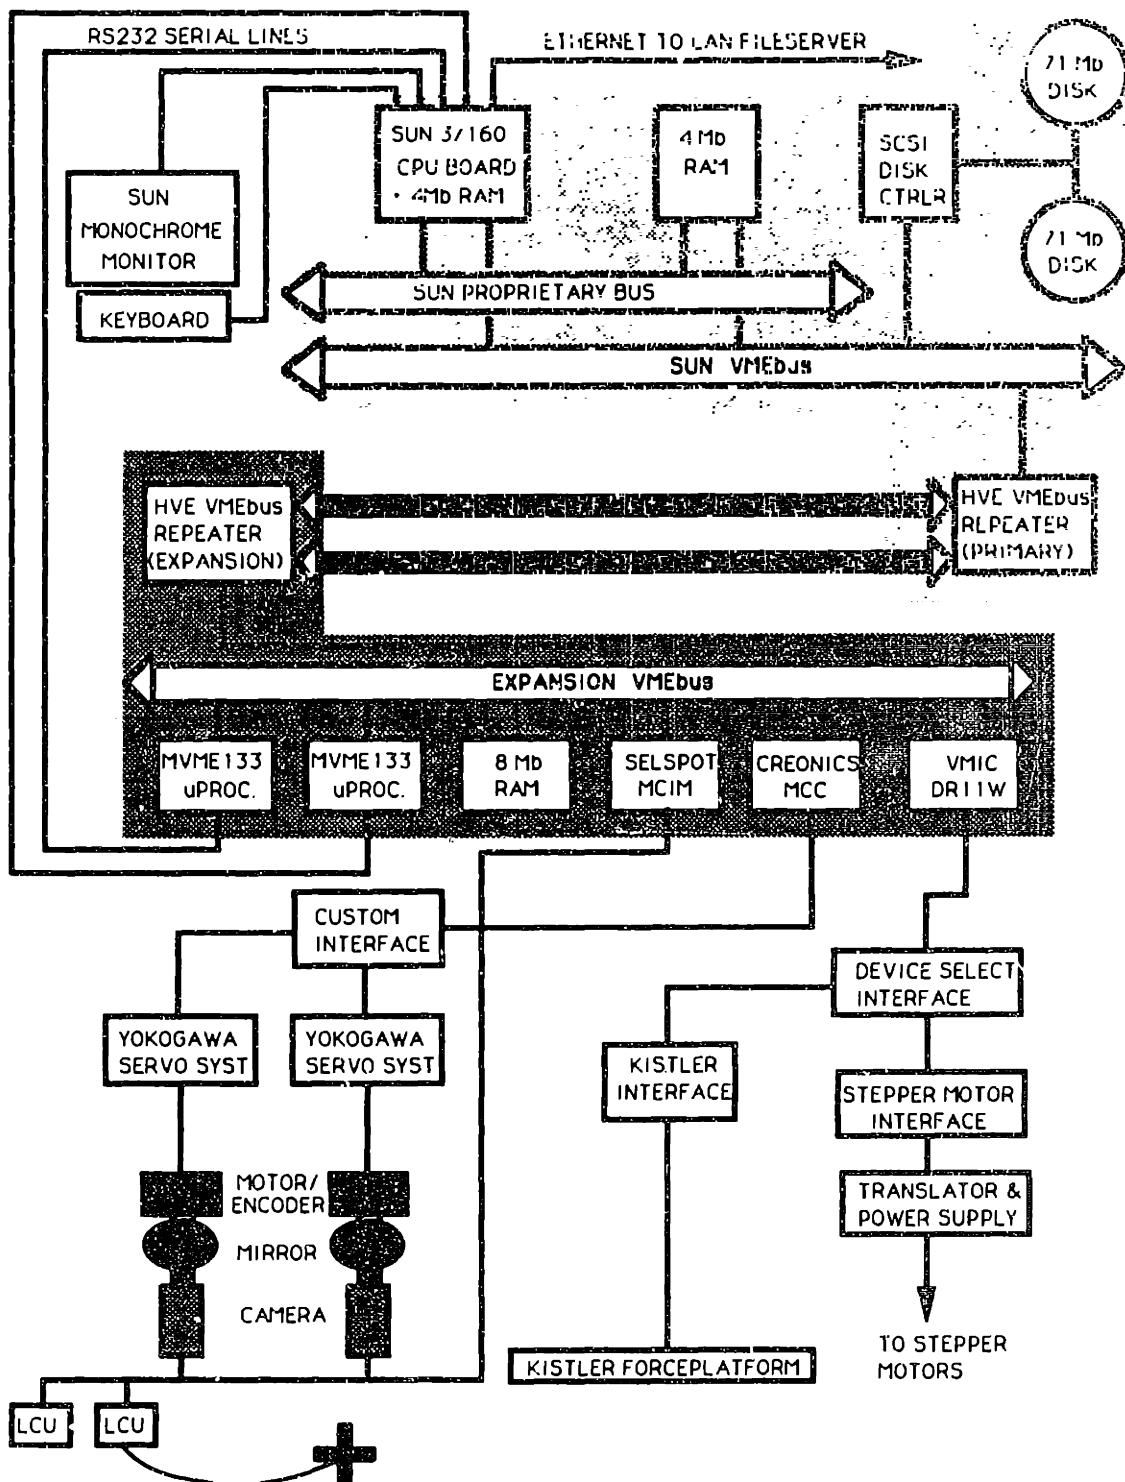 RS232 SERIAL LINES
ETHERNET TO LAN FILESERVER
71 Mb
DISK
SUN 3/160
CPU BOARD
+ 4Mb RAM
4 Mb
RAM
SCSI
DISK
CTRLR
SUN
MONOCHROME
MONITOR
71 Mb
DISK
KEYBOARD
SUN PROPRIETARY BUS
SUN VMEbus
HVE VMEbus
REPEATER
(EXPANSION)
HVE VMEbus
REPEATER
(PRIMARY)
EXPANSION VMEbus
MVME133
uPROC.
MVME133
uPROC.
8 Mb
RAM
SELSPOT
MCIM
CREONICS
MCC
VMIC
DR11W
CUSTOM
INTERFACE
DEVICE SELECT
INTERFACE
YOKOGAWA
SERVO SYST
YOKOGAWA
SERVO SYST
KISTLER
INTERFACE
STEPPER MOTOR
INTERFACE
MOTOR/
ENCODER
TRANSLATOR &
POWER SUPPLY
MIRROR
CAMERA
TO STEPPER
MOTORS
KISTLER FORCEPLATFORM
LCU
LCU